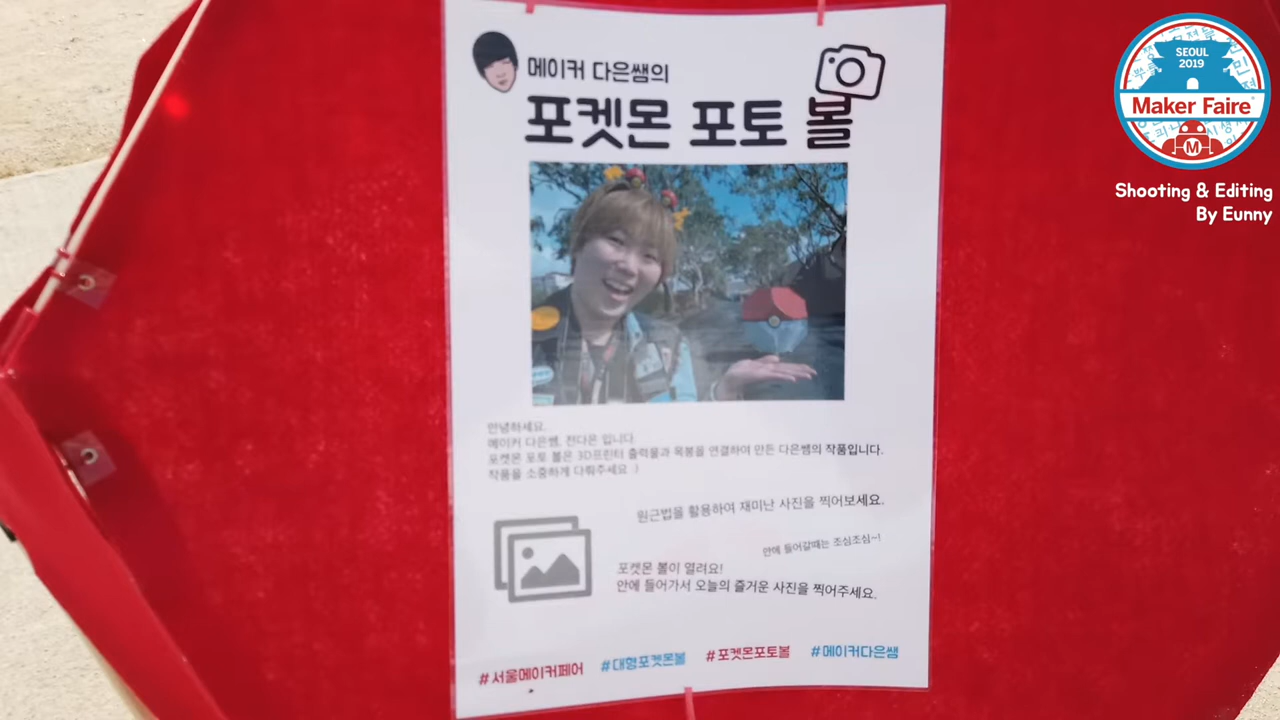 메이커 다은쌤의
포켓몬 포토 볼
안녕하세요.
메이커 다은쌤, 전다은 입니다.
포켓몬 포토 볼은 3D프린터 출력물과 목봉을 연결하여 만든 다은쌤의 작품입니다.
작품을 소중하게 다뤄주세요 :)
원근법을 활용하여 재미난 사진을 찍어보세요.
안에 들어갈때는 조심조심~!
포켓몬 볼이 열려요!
안에 들어가서 오늘의 즐거운 사진을 찍어주세요.
#서울메이커페어 #대형포켓몬볼 #포켓몬포토볼 #메이커다은쌤
SEOUL
2019
Maker Faire
M
Shooting & Editing
By Eunny